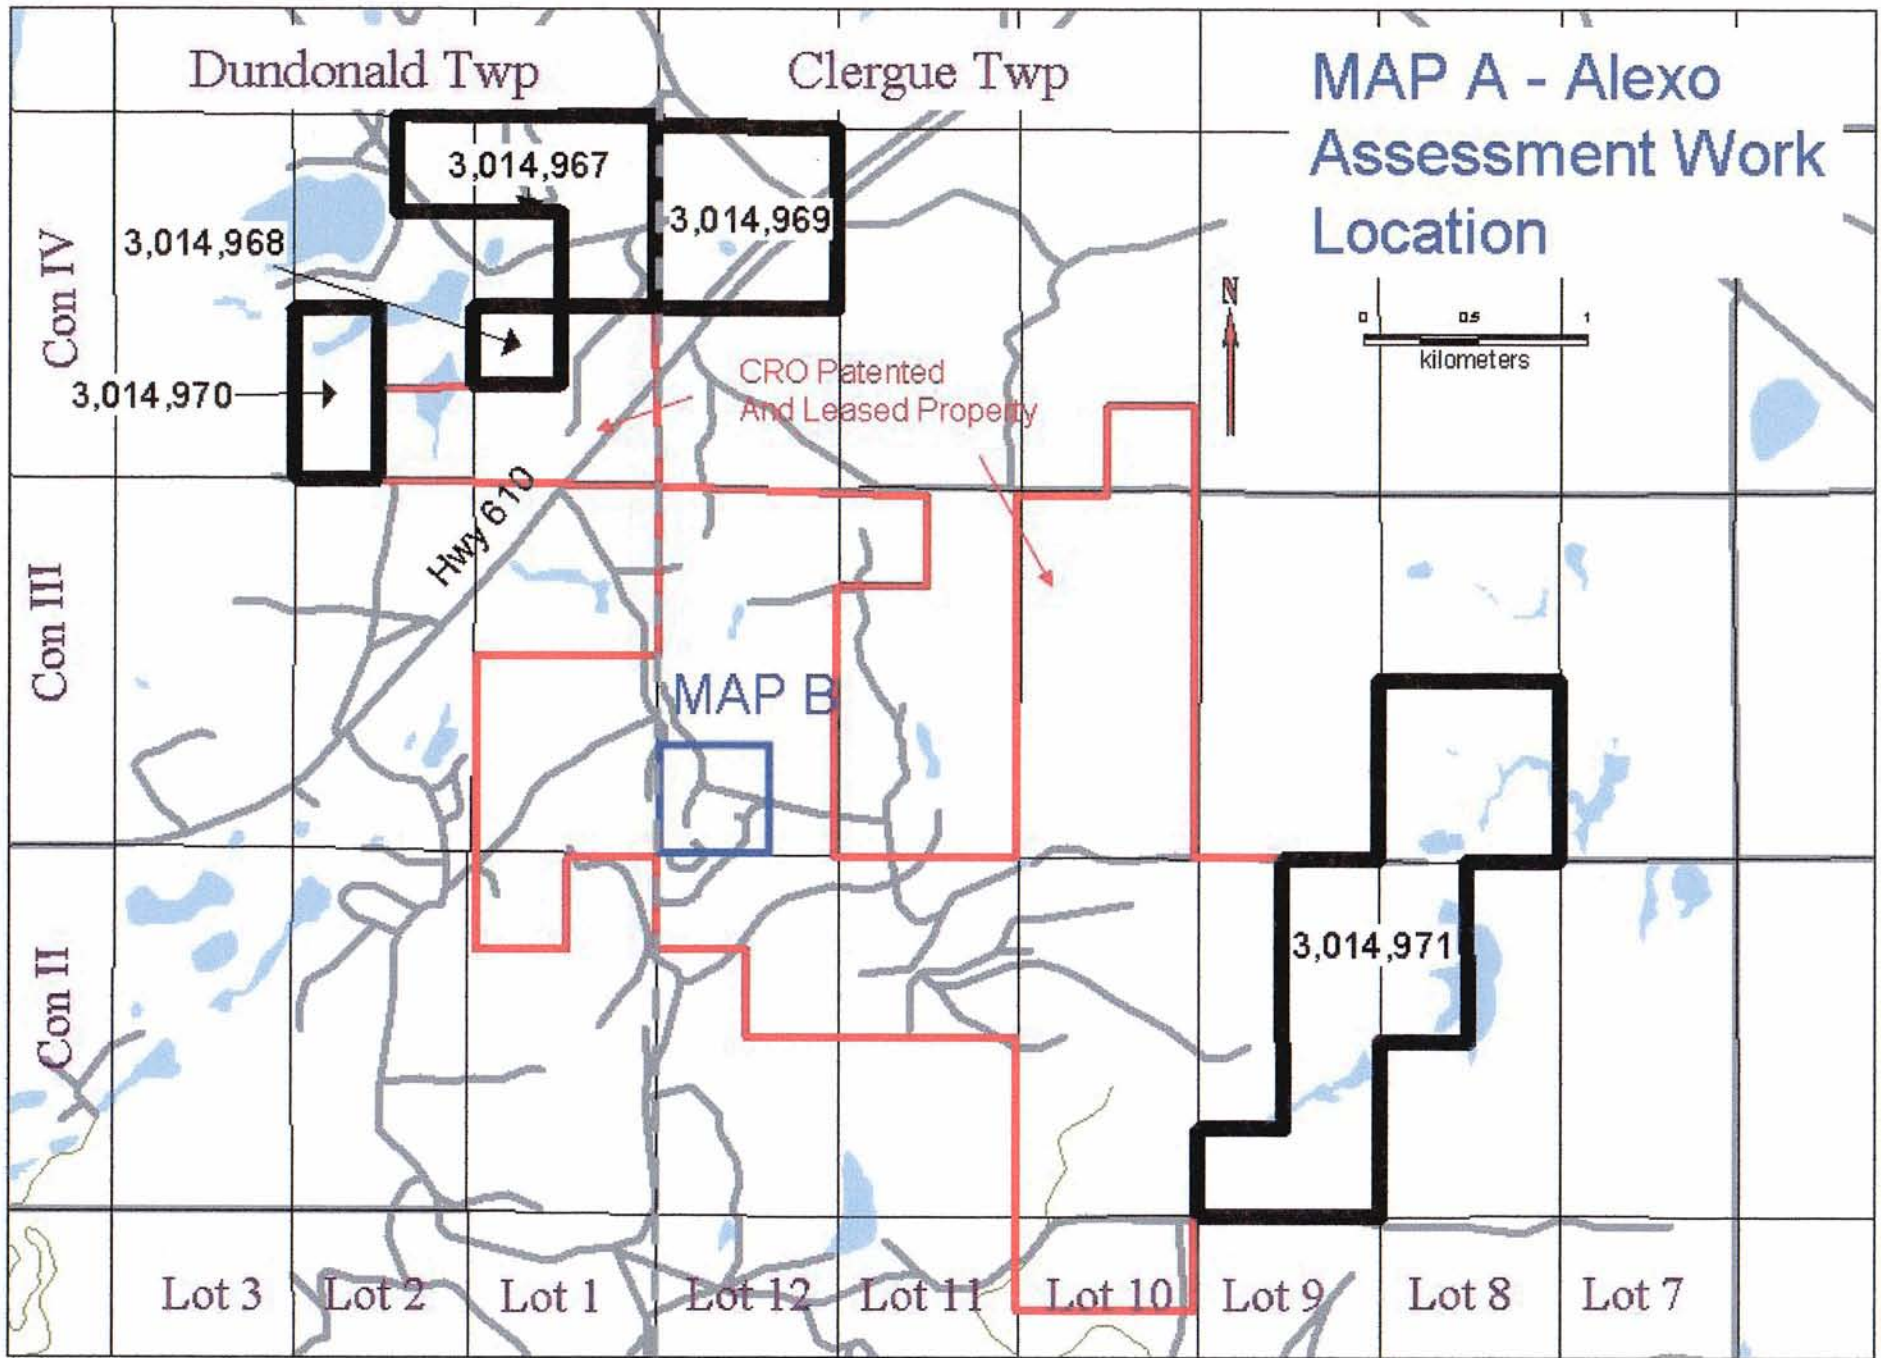 Dundonald Twp
Clergue Twp
MAP A - Alexo
Assessment Work
Location
3,014,967
3,014,969
3,014,968
Con IV
N
0 0.5 1
kilometers
3,014,970
CRO Patented
And Leased Property
Hwy 610
Con III
MAP B
3,014,971
Con II
Lot 3
Lot 2
Lot 1
Lot 12
Lot 11
Lot 10
Lot 9
Lot 8
Lot 7